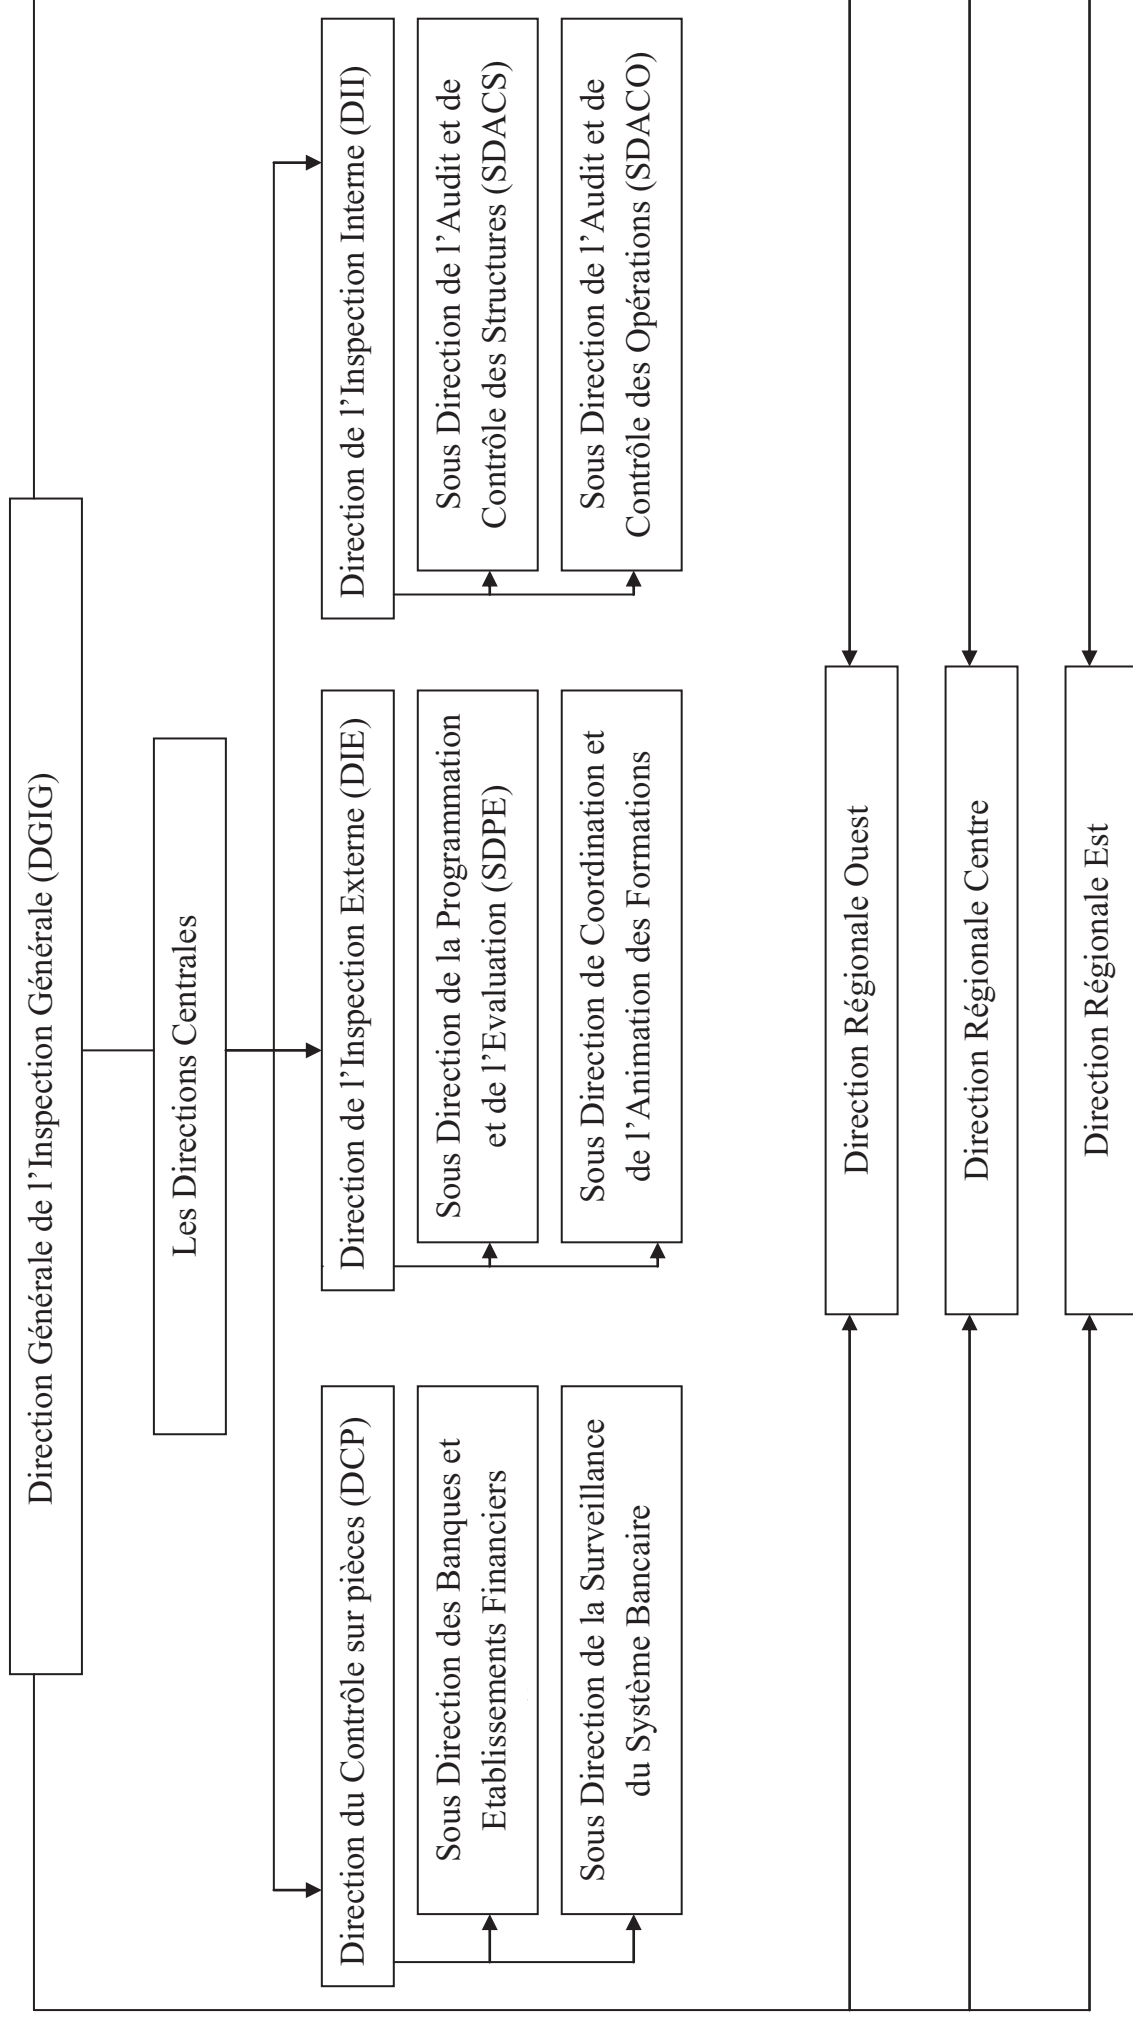 Direction Générale de l’Inspection Générale (DGIG)
Les Directions Centrales
Direction du Contrôle sur pièces (DCP)
Sous Direction des Banques et
Etablissements Financiers
Sous Direction de la Surveillance
du Système Bancaire
Direction de l’Inspection Externe (DIE)
Sous Direction de la Programmation
et de l’Evaluation (SDPE)
Sous Direction de Coordination et
de l’Animation des Formations
Direction de l’Inspection Interne (DII)
Sous Direction de l’Audit et de
Contrôle des Structures (SDACS)
Sous Direction de l’Audit et de
Contrôle des Opérations (SDACO)
Direction Régionale Ouest
Direction Régionale Centre
Direction Régionale Est